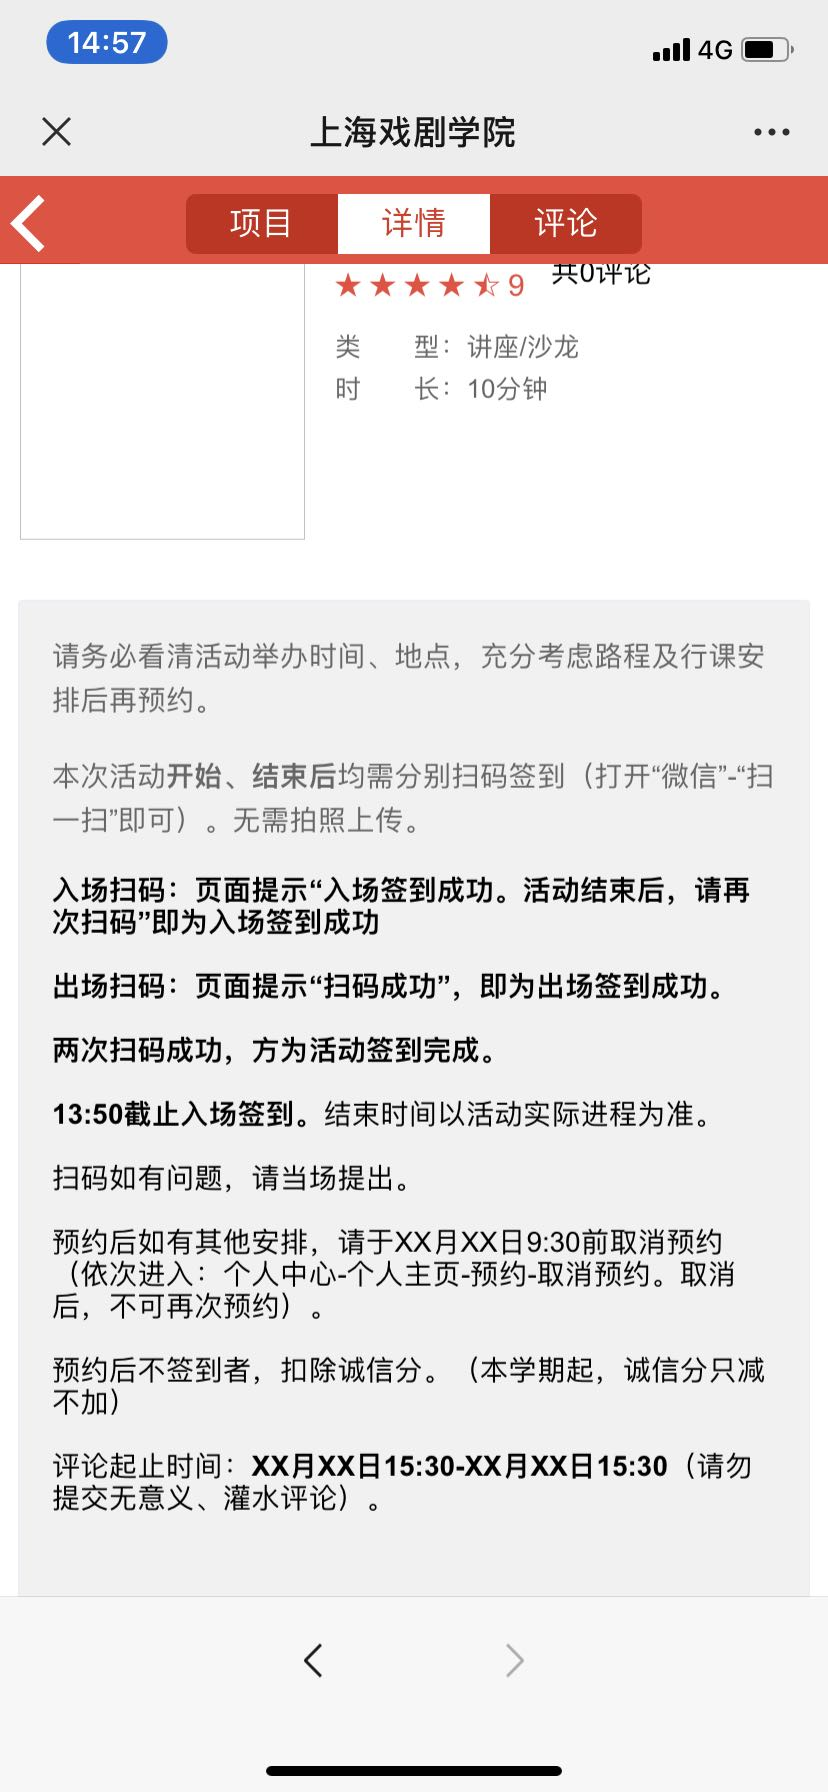 14:57
4G
上海戏剧学院
项目
详情
评论
9
共0评论
类 型：讲座/沙龙
时 长：10分钟
请务必看清活动举办时间、地点，充分考虑路程及行课安
排后再预约。
本次活动开始、结束后均需分别扫码签到（打开“微信”-“扫
一扫”即可）。无需拍照上传。
入场扫码：页面提示“入场签到成功。活动结束后，请再
次扫码”即为入场签到成功
出场扫码：页面提示“扫码成功”，即为出场签到成功。
两次扫码成功，方为活动签到完成。
13:50截止入场签到。结束时间以活动实际进程为准。
扫码如有问题，请当场提出。
预约后如有其他安排，请于XX月XX日9:30前取消预约
（依次进入：个人中心-个人主页-预约-取消预约。取消
后，不可再次预约）。
预约后不签到者，扣除诚信分。（本学期起，诚信分只减
不加）
评论起止时间：XX月XX日15:30-XX月XX日15:30（请勿
提交无意义、灌水评论）。